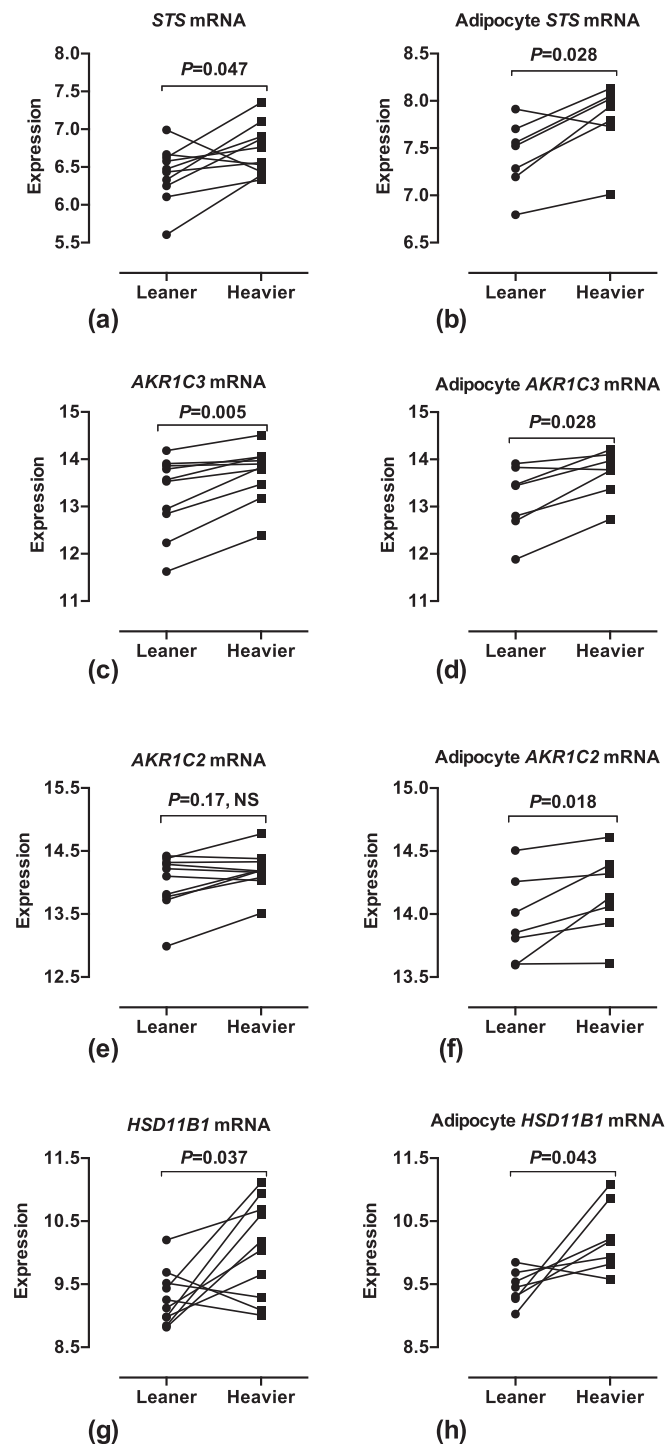 STS mRNA
P=0.047
8.0
7.5
7.0
6.5
6.0
5.5
Expression
Leaner Heavier
(a)
Adipocyte STS mRNA
P=0.028
8.5
8.0
7.5
7.0
6.5
Expression
Leaner Heavier
(b)
AKR1C3 mRNA
P=0.005
15
14
13
12
11
Expression
Leaner Heavier
(c)
Adipocyte AKR1C3 mRNA
P=0.028
15
14
13
12
11
Expression
Leaner Heavier
(d)
AKR1C2 mRNA
P=0.17, NS
15.5
14.5
13.5
12.5
Expression
Leaner Heavier
(e)
Adipocyte AKR1C2 mRNA
P=0.018
15.0
14.5
14.0
13.5
Expression
Leaner Heavier
(f)
HSD11B1 mRNA
P=0.037
11.5
10.5
9.5
8.5
Expression
Leaner Heavier
(g)
Adipocyte HSD11B1 mRNA
P=0.043
11.5
10.5
9.5
8.5
Expression
Leaner Heavier
(h)